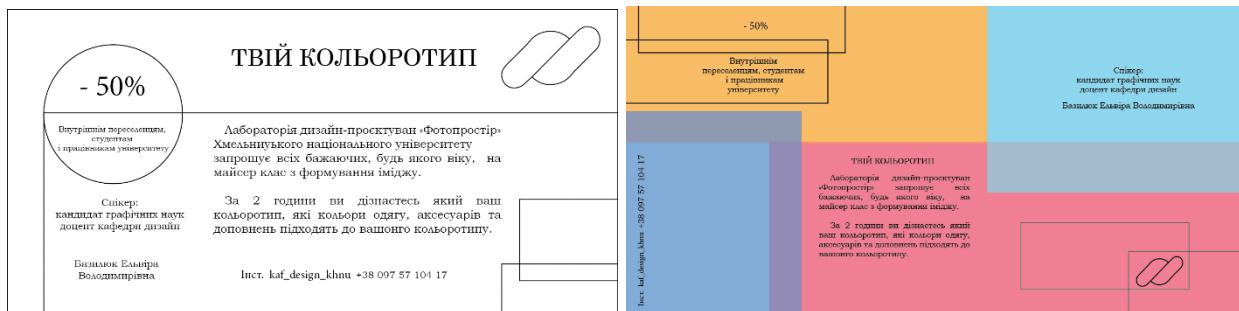 ТВІЙ КОЛЬОРОТИП
- 50%
Внутрішнім переселенцям,
студентам
і працівникам університету
Спікер:
кандидат графічних наук
доцент кафедри дизайн
Базилюк Ельвіра
Володимирівна
Лабораторія дизайн-проєктуван «Фотопростір»
Хмельниуького національного університету
запрошує всіх бажаючих, будь якого віку, на
майсер клас з формування іміджу.
За 2 години ви дізнаєтесь який ваш
кольоротип, які кольори одягу, аксесуарів та
доповнень підходять до вашонго кольоротипу.
Інст. kaf_design_khnu +38 097 57 104 17
- 50%
Внутрішнім
переселенцям, студентам
і працівникам
університету
Спікер:
кандидат графічних наук
доцент кафедри дизайн
Базилюк Ельвіра Володимирівна
Інст. kaf_design_khnu +38 097 57 104 17
ТВІЙ КОЛЬОРОТИП
Лабораторія дизайн-проєктуван
«Фотопростір» запрошує всіх
бажаючих, будь якого віку, на
майсер клас з формування іміджу.
За 2 години ви дізнаєтесь який
ваш кольоротип, які кольори одягу,
аксесуарів та доповнень підходять до
вашонго кольоротипу.